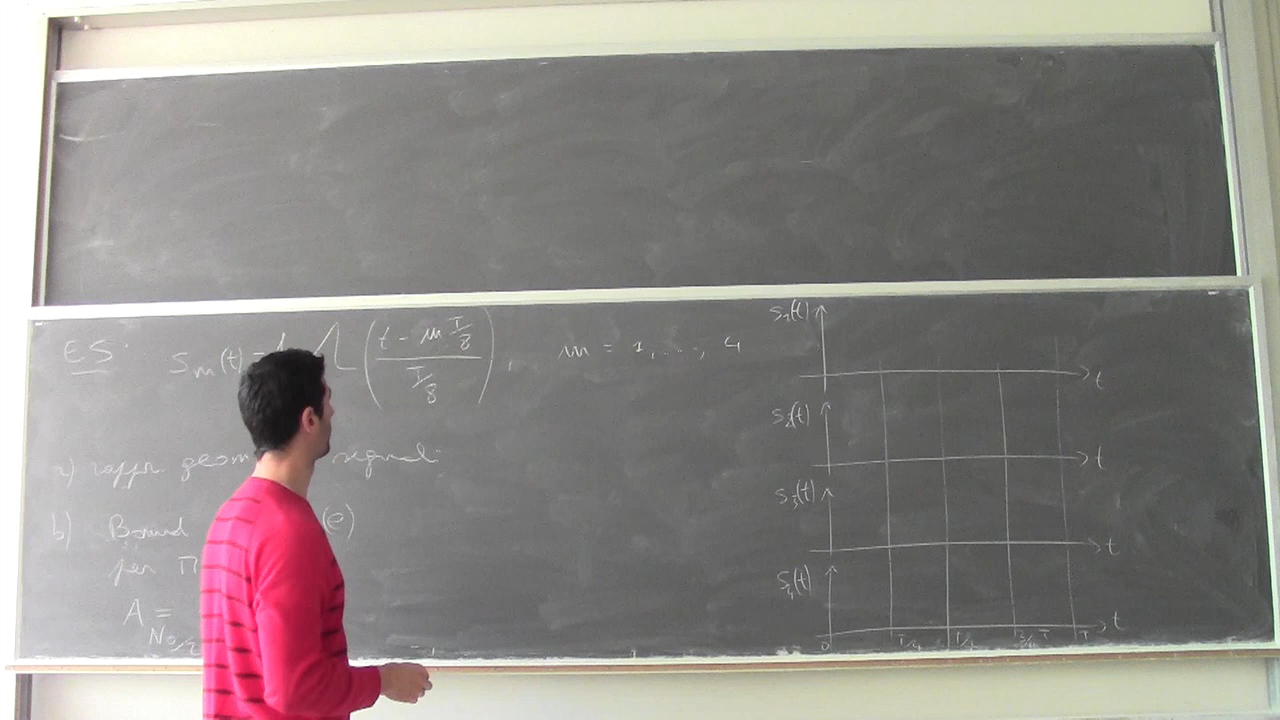 ES:
s_m(t) = Λ((t - m T/8) / (T/8)), m = 1, ..., 4
a) rappr. geom segnali
b) Bound (e)
per
A =
N0/2
s1(t) t
s2(t) t
s3(t) t
s4(t) t
0 T/4 T/2 3/4 T T